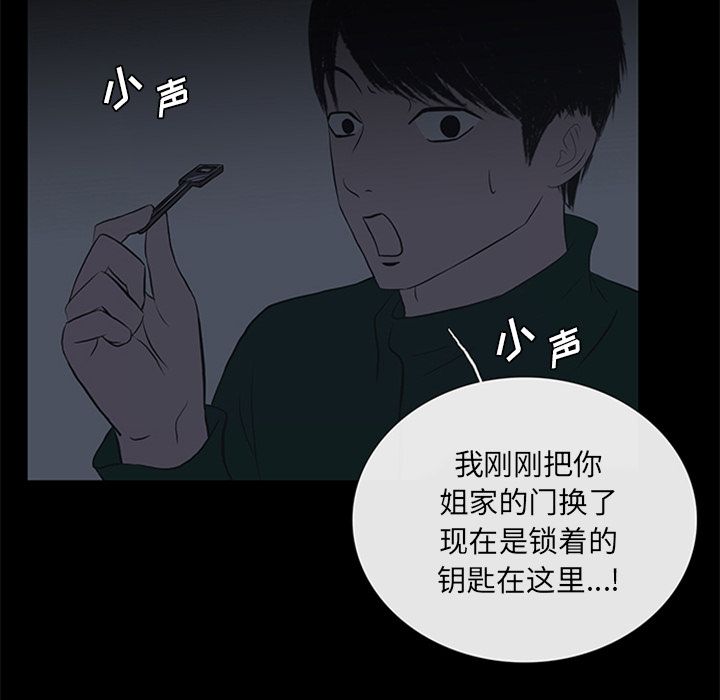 小声
小声
我刚刚把你
姐家的门换了
现在是锁着的
钥匙在这里...!